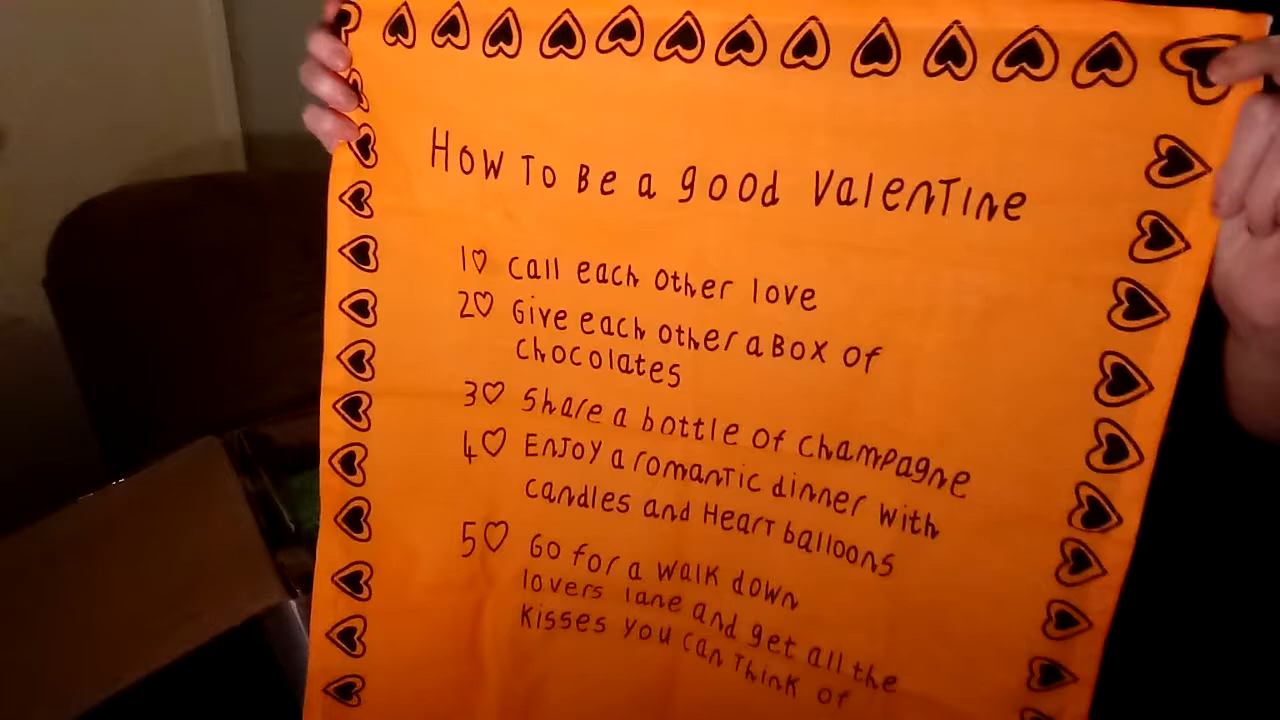 How To Be a good Valentine
1♡ Call each other love
2♡ Give each other a Box of
Chocolates
3♡ Share a bottle of Champagne
4♡ Enjoy a romantic dinner with
candles and Heart balloons
5♡ Go for a walk down
lovers lane and get all the
Kisses you can Think of